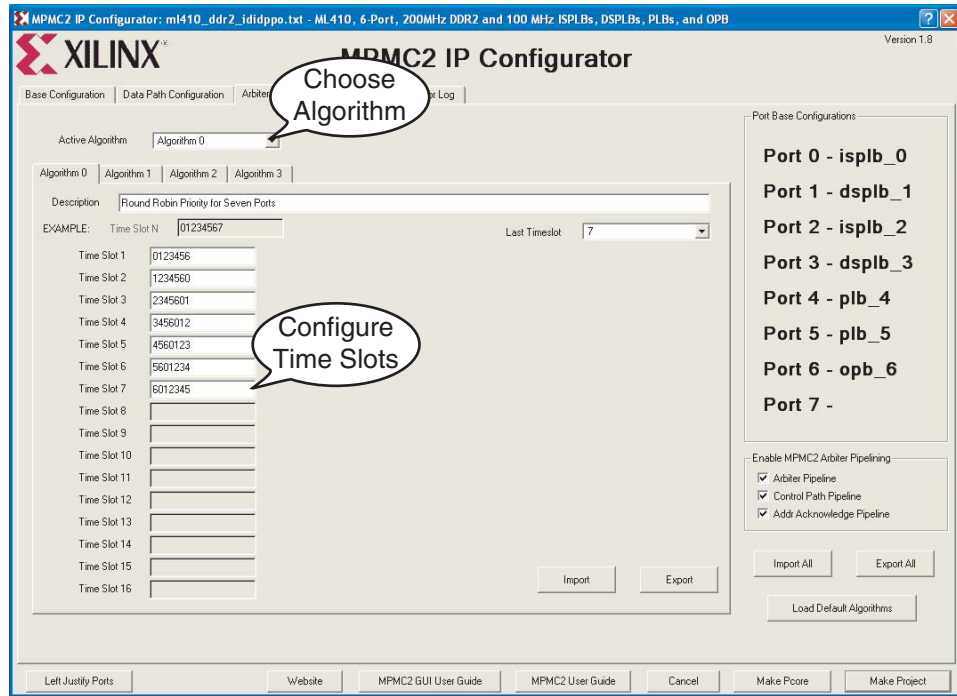 MPMC2 IP Configurator: ml410_ddr2_ididppo.txt - ML410, 6-Port, 200MHz DDR2 and 100 MHz ISPLBs, DSPLBs, PLBs, and OPB
XILINX®
MPMC2 IP Configurator
Version 1.8
Choose
Algorithm
Base Configuration
Data Path Configuration
Arbiter
r Log
Active Algorithm
Algorithm 0
Algorithm 0
Algorithm 1
Algorithm 2
Algorithm 3
Description
Round Robin Priority for Seven Ports
EXAMPLE: Time Slot N 01234567
Last Timeslot 7
Time Slot 1 0123456
Time Slot 2 1234560
Time Slot 3 2345601
Time Slot 4 3456012
Time Slot 5 4560123
Time Slot 6 5601234
Time Slot 7 6012345
Time Slot 8
Time Slot 9
Time Slot 10
Time Slot 11
Time Slot 12
Time Slot 13
Time Slot 14
Time Slot 15
Time Slot 16
Configure
Time Slots
Import
Export
Port Base Configurations
Port 0 - isplb_0
Port 1 - dsplb_1
Port 2 - isplb_2
Port 3 - dsplb_3
Port 4 - plb_4
Port 5 - plb_5
Port 6 - opb_6
Port 7 -
Enable MPMC2 Arbiter Pipelining
Arbiter Pipeline
Control Path Pipeline
Addr Acknowledge Pipeline
Import All
Export All
Load Default Algorithms
Left Justify Ports
Website
MPMC2 GUI User Guide
MPMC2 User Guide
Cancel
Make Pcore
Make Project